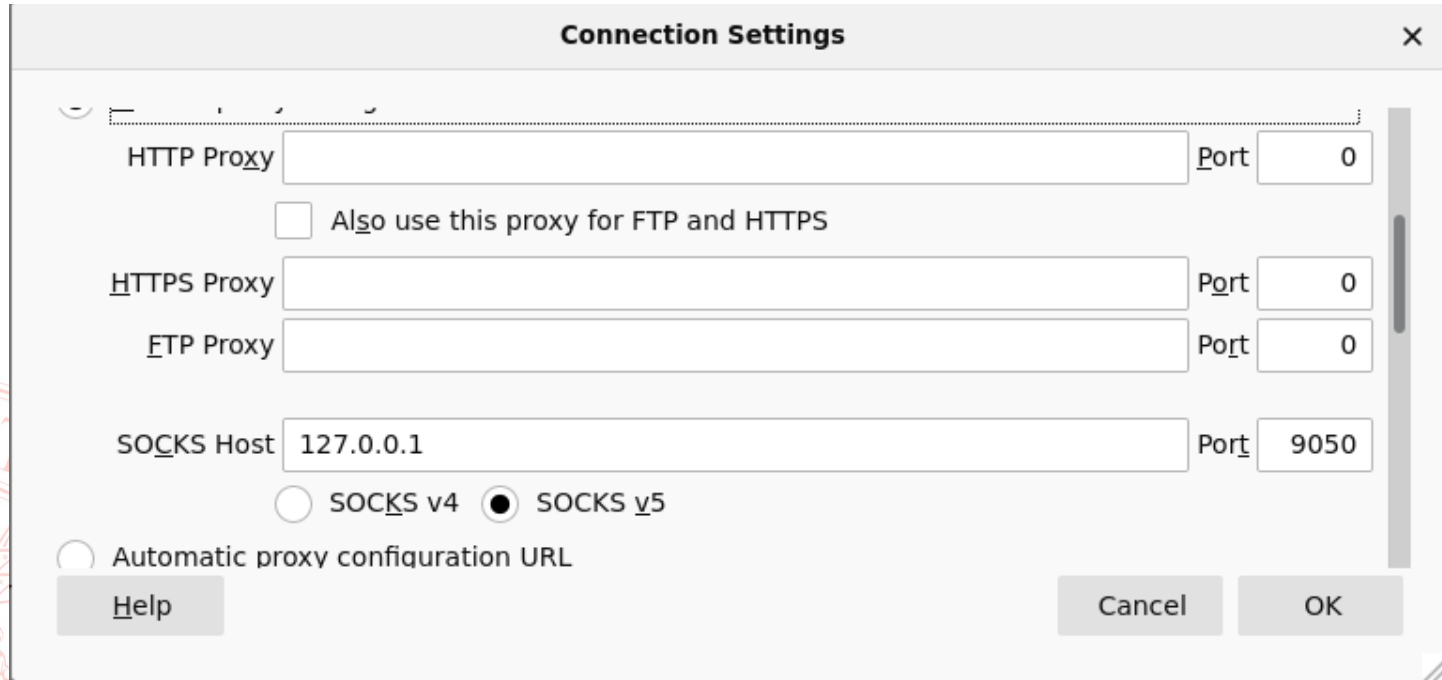 Connection Settings
HTTP Proxy Port 0
Also use this proxy for FTP and HTTPS
HTTPS Proxy Port 0
FTP Proxy Port 0
SOCKS Host 127.0.0.1 Port 9050
SOCKS v4 SOCKS v5
Automatic proxy configuration URL
Help Cancel OK